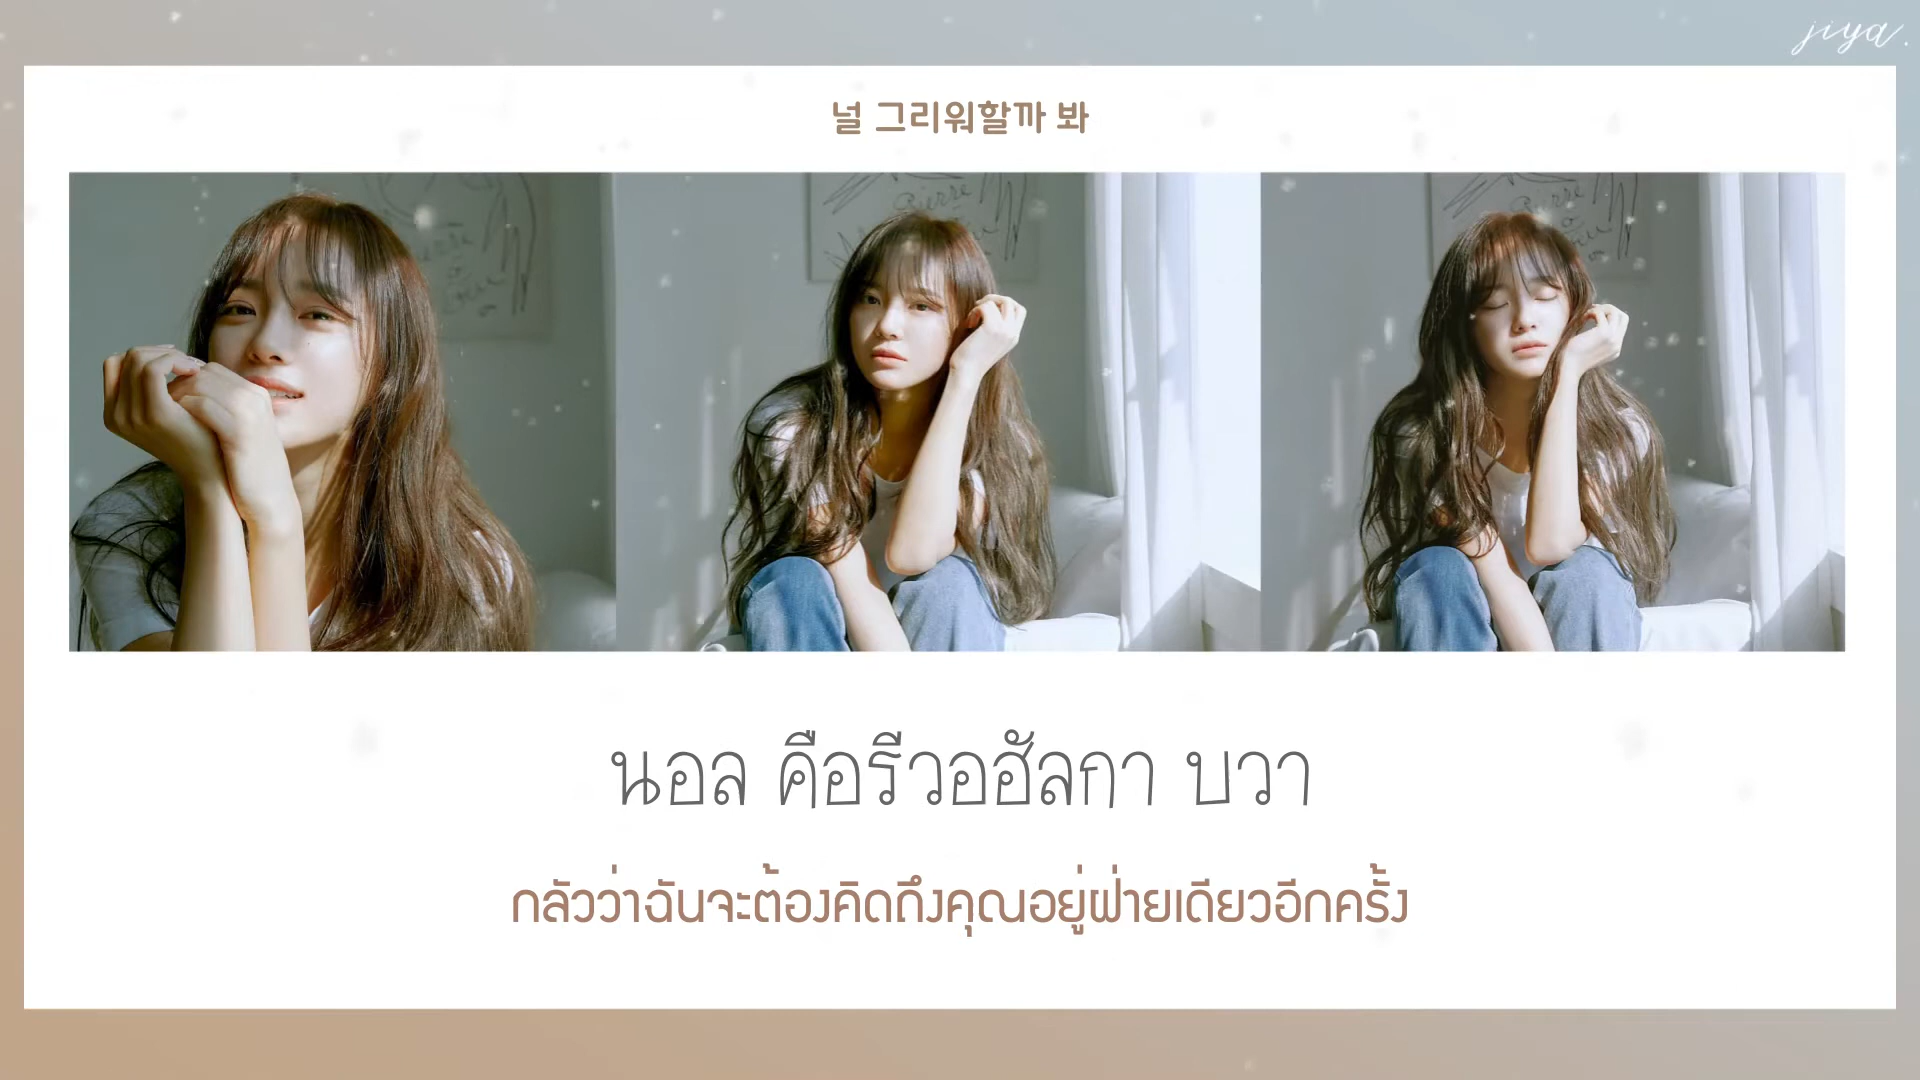 jiya.
널 그리워할까 봐
Pierre
Pierre
นอล คือรีวอฮัลกา บวา
กลัวว่าฉันจะต้องคิดถึงคุณอยู่ฝ่ายเดียวอีกครั้ง